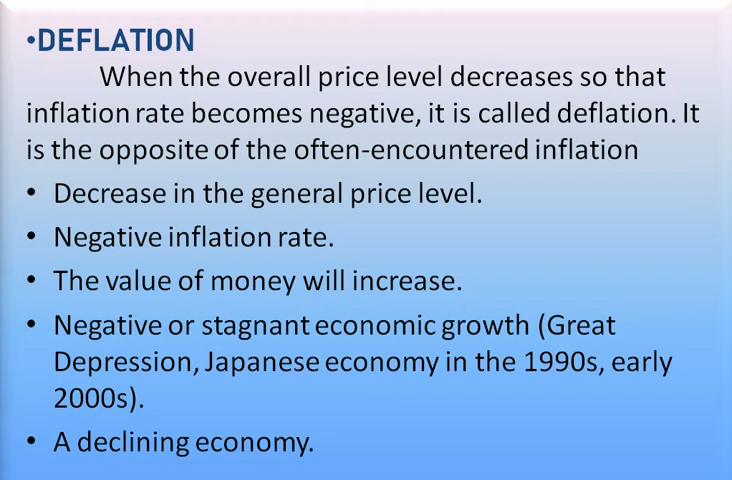 •DEFLATION
When the overall price level decreases so that
inflation rate becomes negative, it is called deflation. It
is the opposite of the often-encountered inflation
• Decrease in the general price level.
• Negative inflation rate.
• The value of money will increase.
• Negative or stagnant economic growth (Great
Depression, Japanese economy in the 1990s, early
2000s).
• A declining economy.